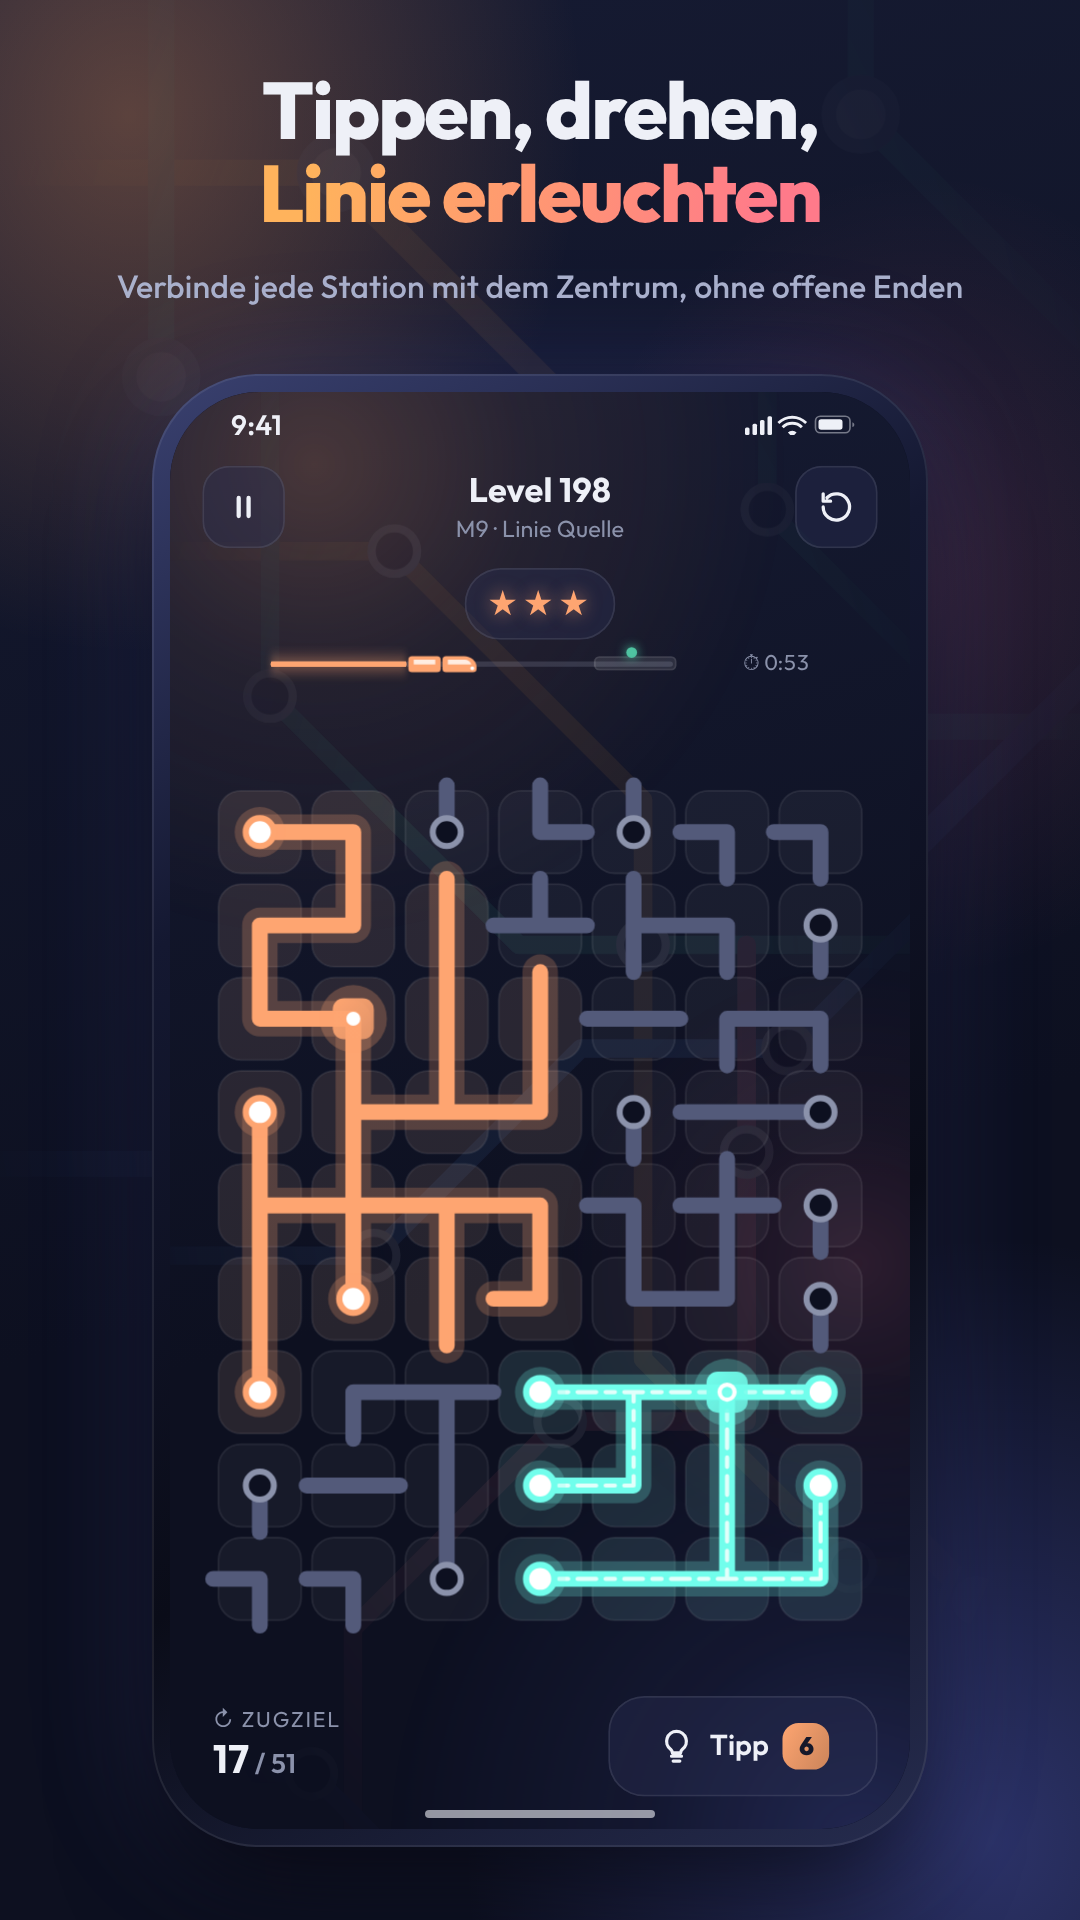 Tippen, drehen,
Linie erleuchten
Verbinde jede Station mit dem Zentrum, ohne offene Enden
9:41
Level 198
M9 · Linie Quelle
★ ★ ★
⏱ 0:53
↻ ZUGZIEL
17 / 51
Tipp 6